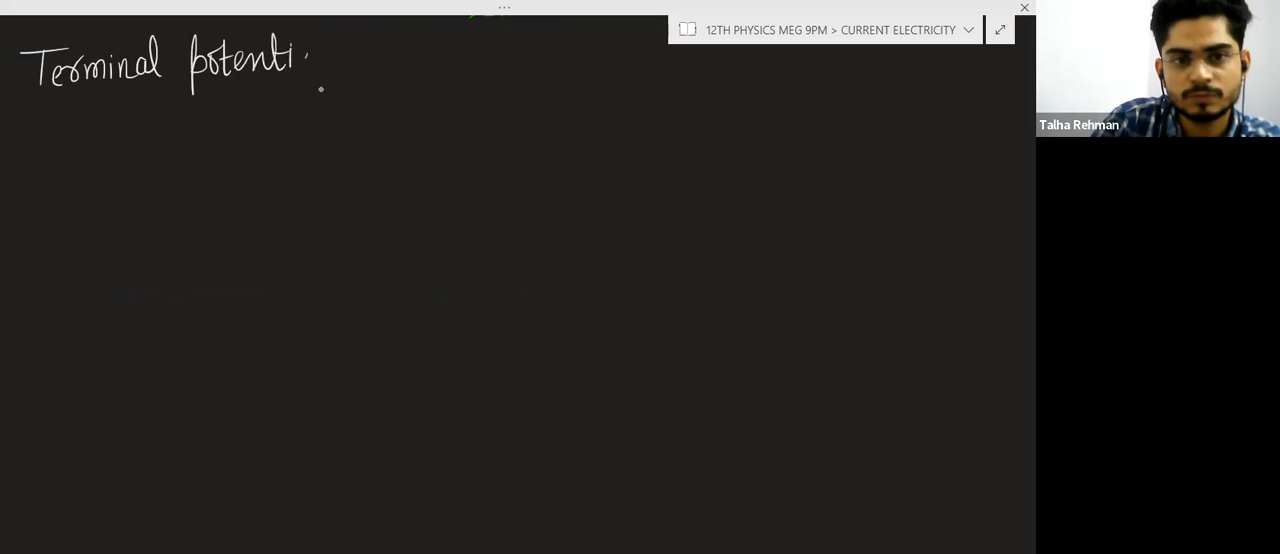 12TH PHYSICS MEG 9PM > CURRENT ELECTRICITY
Terminal potenti
Talha Rehman